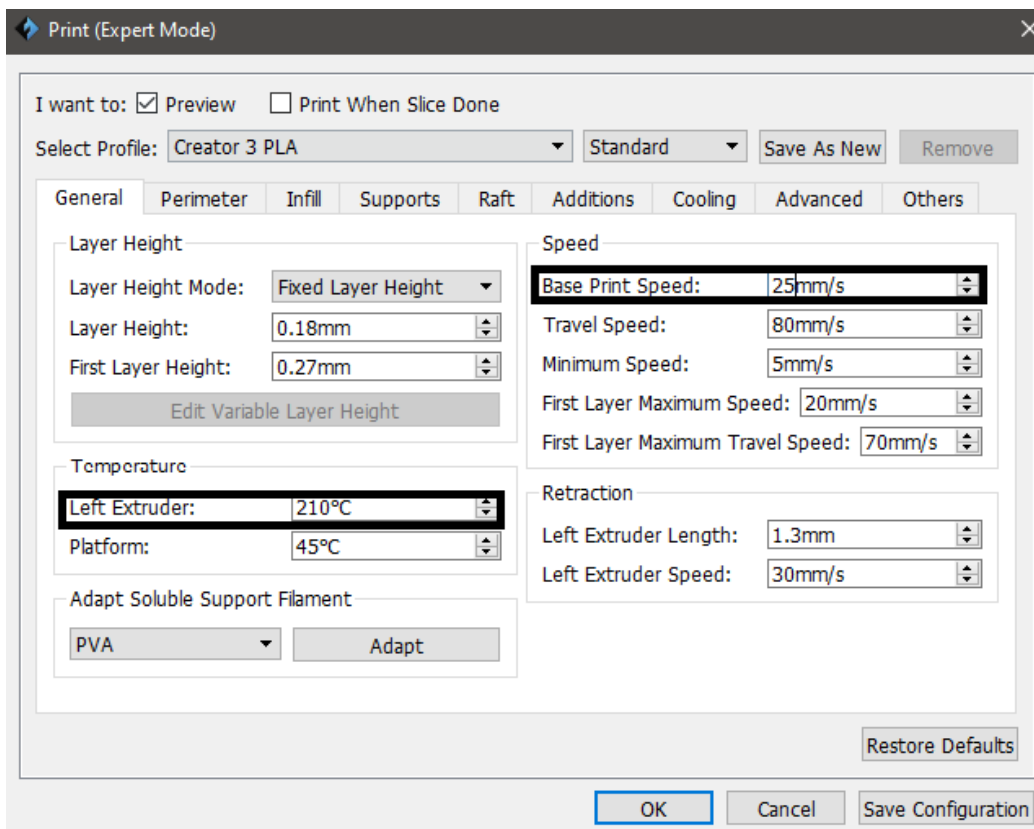 Print (Expert Mode)
I want to: Preview Print When Slice Done
Select Profile: Creator 3 PLA Standard Save As New Remove
General Perimeter Infill Supports Raft Additions Cooling Advanced Others
Layer Height
Layer Height Mode: Fixed Layer Height
Layer Height: 0.18mm
First Layer Height: 0.27mm
Edit Variable Layer Height
Temperature
Left Extruder: 210°C
Platform: 45°C
Adapt Soluble Support Filament
PVA Adapt
Speed
Base Print Speed: 25mm/s
Travel Speed: 80mm/s
Minimum Speed: 5mm/s
First Layer Maximum Speed: 20mm/s
First Layer Maximum Travel Speed: 70mm/s
Retraction
Left Extruder Length: 1.3mm
Left Extruder Speed: 30mm/s
Restore Defaults
OK Cancel Save Configuration